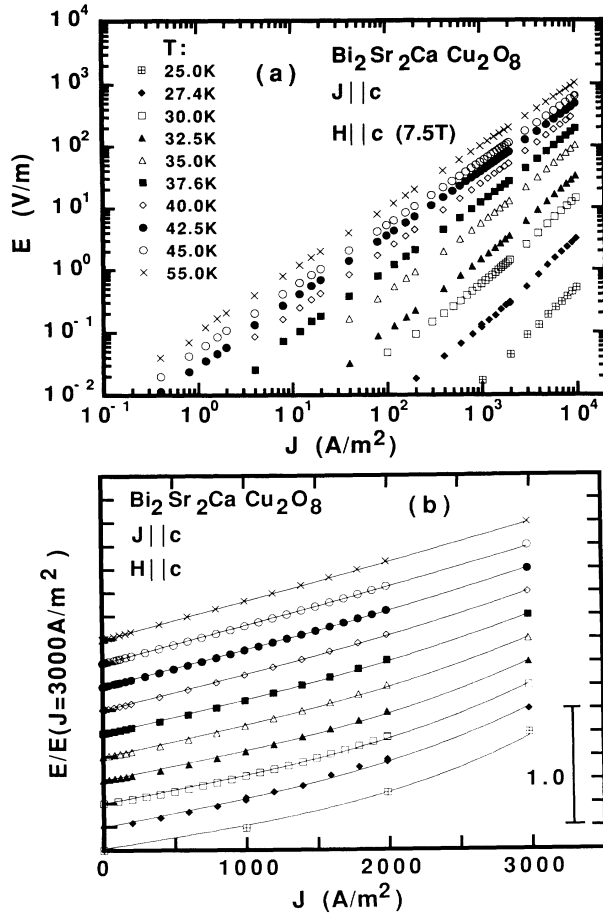 10⁴
10³
10²
10¹
10⁰
10⁻¹
10⁻²
E (V/m)
T:
25.0K
27.4K
30.0K
32.5K
35.0K
37.6K
40.0K
42.5K
45.0K
55.0K
(a)
Bi₂Sr₂Ca Cu₂O₈
J||c
H||c (7.5T)
10⁻¹ 10⁰ 10¹ 10² 10³ 10⁴
J (A/m²)
Bi₂Sr₂Ca Cu₂O₈ (b)
J||c
H||c
E/E(J=3000A/m²)
1.0
0 1000 2000 3000
J (A/m²)